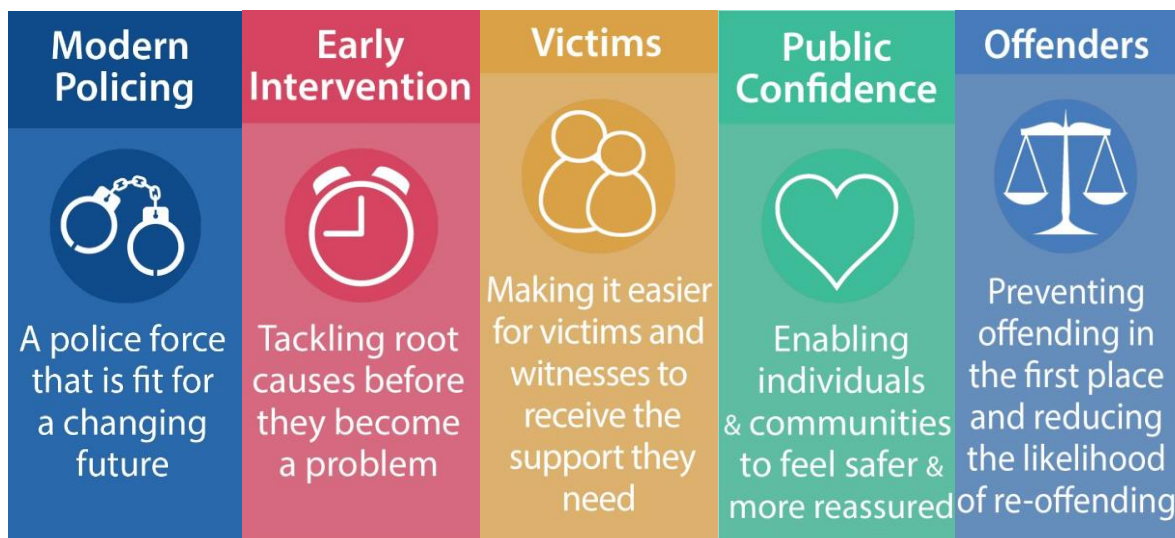 Modern
Policing
A police force
that is fit for
a changing
future
Early
Intervention
Tackling root
causes before
they become
a problem
Victims
Making it easier
for victims and
witnesses to
receive the
support they
need
Public
Confidence
Enabling
individuals
& communities
to feel safer &
more reassured
Offenders
Preventing
offending in
the first place
and reducing
the likelihood
of re-offending